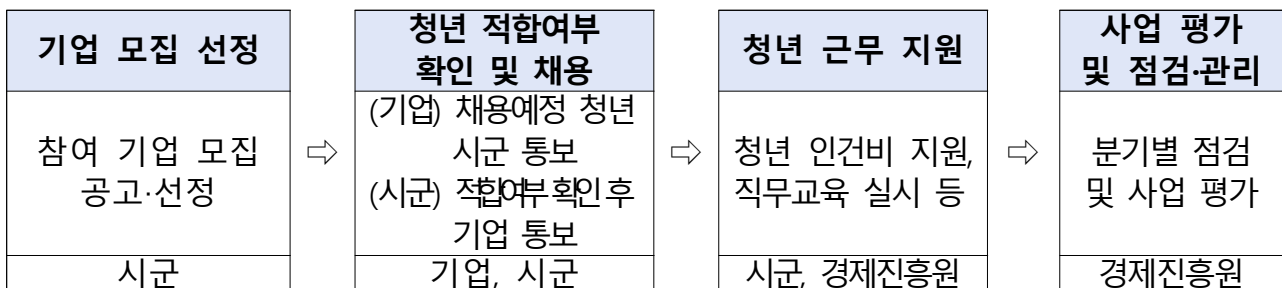 기업 모집 선정
참여 기업 모집
공고·선정
시군
⇨
청년 적합여부
확인 및 채용
(기업) 채용예정 청년
시군 통보
(시군) 적합여부 확인 후
기업 통보
기업, 시군
⇨
청년 근무 지원
청년 인건비 지원,
직무교육 실시 등
시군, 경제진흥원
⇨
사업 평가
및 점검·관리
분기별 점검
및 사업 평가
경제진흥원